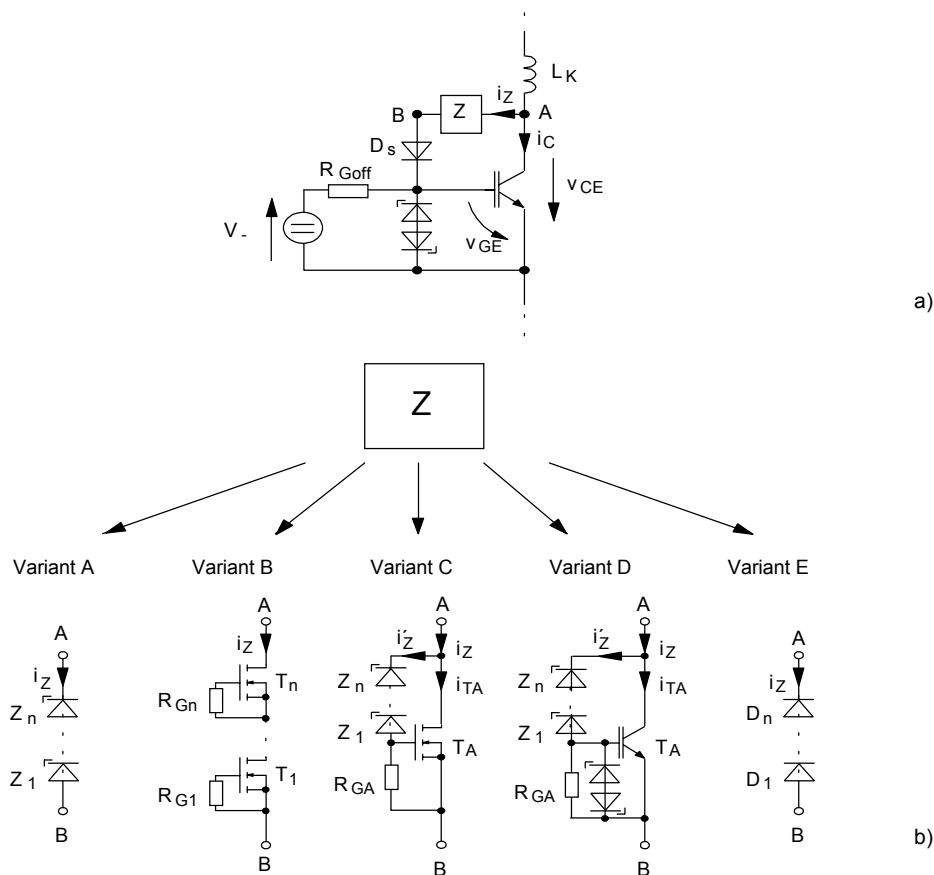 L K
i Z
B
Z
A
D s
i C
R Goff
v CE
V -
v GE
a)
Z
Variant A
Variant B
Variant C
Variant D
Variant E
A
A
A
A
A
i Z
i Z
i´ Z
i Z
i´ Z
i Z
i Z
Z n
R Gn
T n
Z n
i TA
Z n
i TA
D n
Z 1
R G1
T 1
Z 1
R GA
T A
Z 1
R GA
T A
D 1
B
B
B
B
B
b)